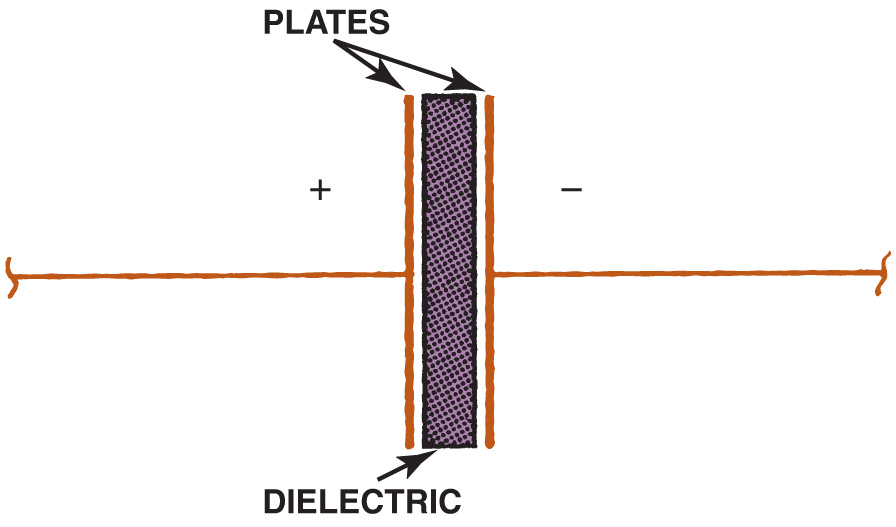 PLATES
+ −
DIELECTRIC